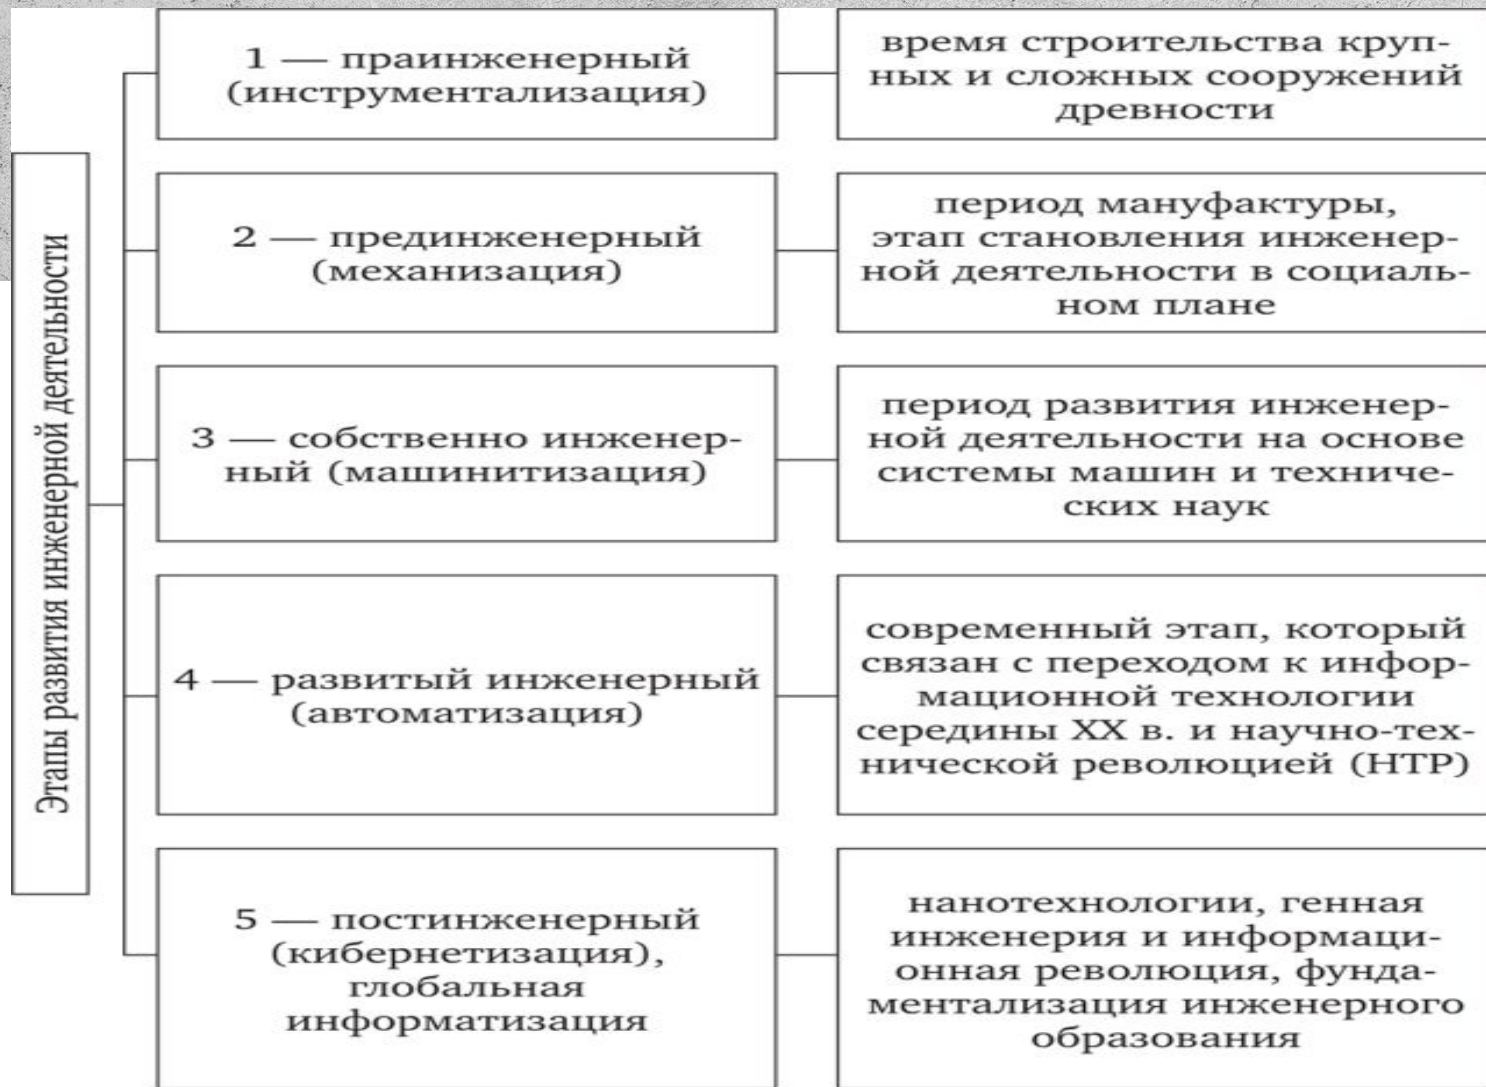 Этапы развития инженерной деятельности
1 — праинженерный
(инструментализация)
время строительства круп-
ных и сложных сооружений
древности
2 — прединженерный
(механизация)
период мануфактуры,
этап становления инженер-
ной деятельности в социаль-
ном плане
3 — собственно инженер-
ный (машинитизация)
период развития инженер-
ной деятельности на основе
системы машин и техниче-
ских наук
4 — развитый инженерный
(автоматизация)
современный этап, который
связан с переходом к инфор-
мационной технологии
середины XX в. и научно-тех-
нической революцией (НТР)
5 — постинженерный
(кибернетизация),
глобальная
информатизация
нанотехнологии, генная
инженерия и информаци-
онная революция, фунда-
ментализация инженерного
образования